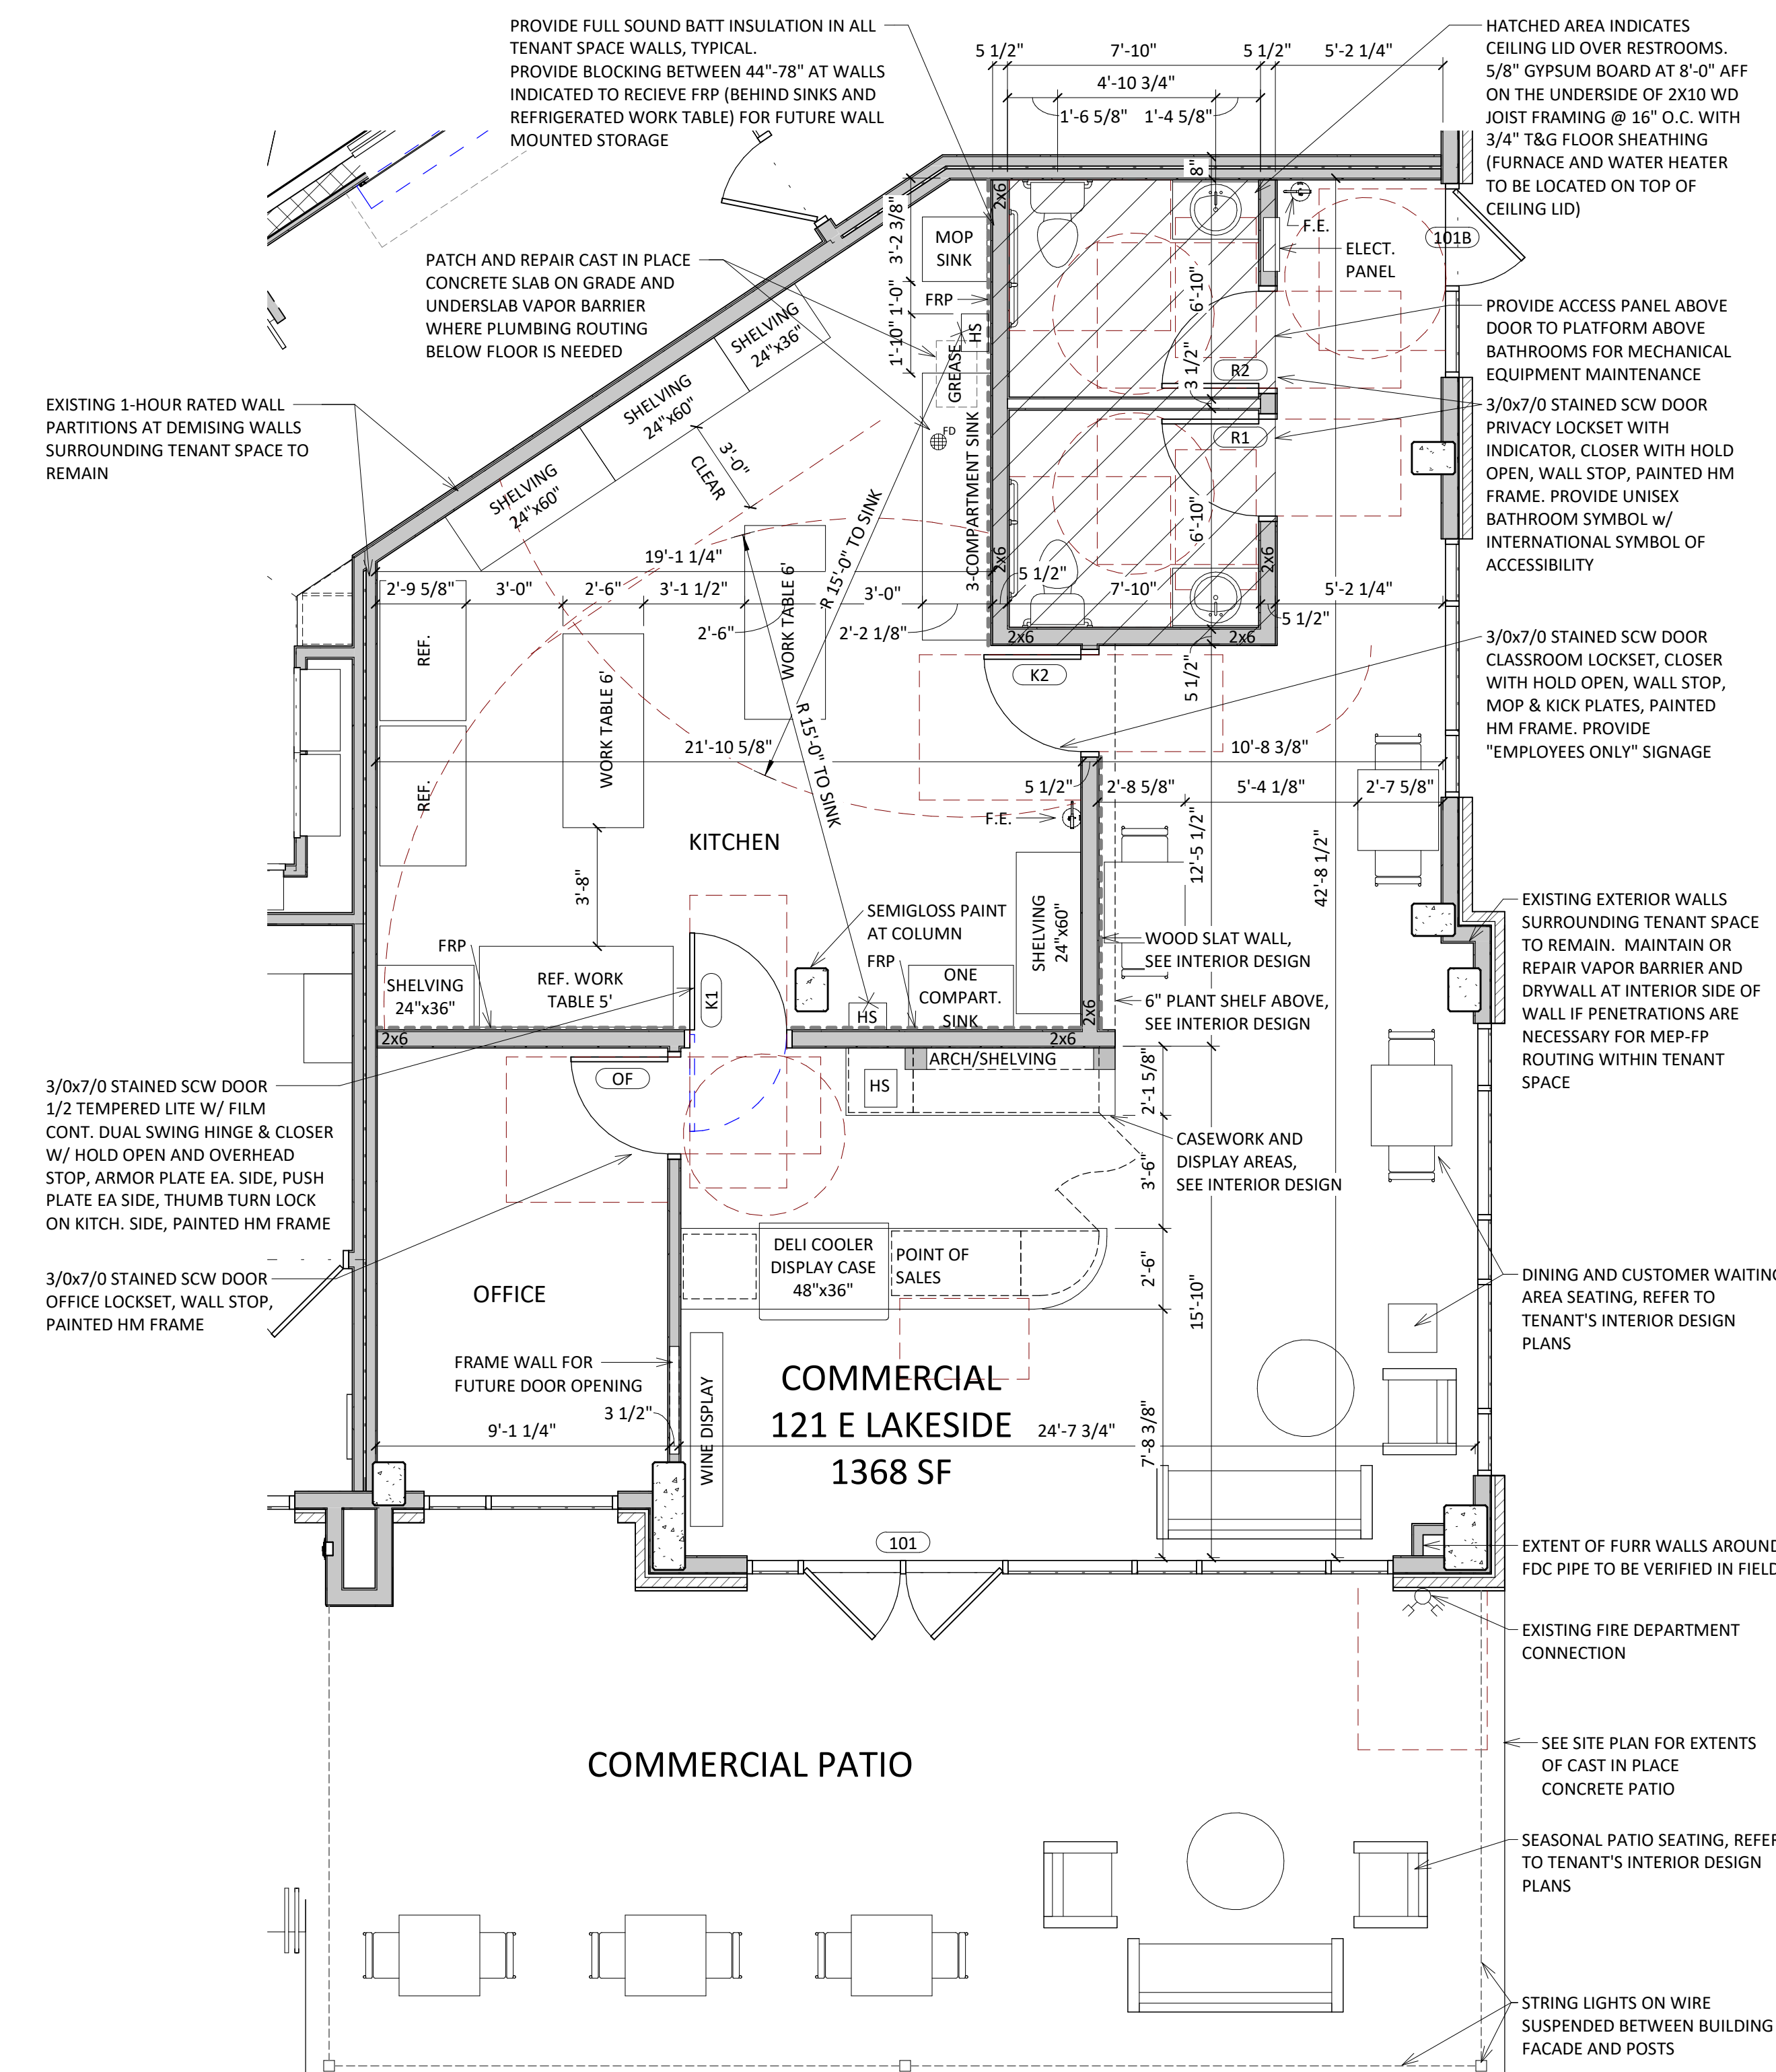 PROVIDE FULL SOUND BATT INSULATION IN ALL
TENANT SPACE WALLS, TYPICAL.
PROVIDE BLOCKING BETWEEN 44"-78" AT WALLS
INDICATED TO RECIEVE FRP (BEHIND SINKS AND
REFRIGERATED WORK TABLE) FOR FUTURE WALL
MOUNTED STORAGE
5 1/2"
7'-10"
5 1/2"
5'-2 1/4"
4'-10 3/4"
1'-6 5/8"
1'-4 5/8"
HATCHED AREA INDICATES
CEILING LID OVER RESTROOMS.
5/8" GYPSUM BOARD AT 8'-0" AFF
ON THE UNDERSIDE OF 2X10 WD
JOIST FRAMING @ 16" O.C. WITH
3/4" T&G FLOOR SHEATHING
(FURNACE AND WATER HEATER
TO BE LOCATED ON TOP OF
CEILING LID)
8"
2x6
3'-2 3/8"
MOP
SINK
F.E.
101B
ELECT.
PANEL
PATCH AND REPAIR CAST IN PLACE
CONCRETE SLAB ON GRADE AND
UNDERSLAB VAPOR BARRIER
WHERE PLUMBING ROUTING
BELOW FLOOR IS NEEDED
FRP
1'-0"
HS
1'-10"
GREASE
6'-10"
PROVIDE ACCESS PANEL ABOVE
DOOR TO PLATFORM ABOVE
BATHROOMS FOR MECHANICAL
EQUIPMENT MAINTENANCE
SHELVING
24"x36"
SHELVING
24"x60"
SHELVING
24"x60"
3'-0"
CLEAR
R2
3 1/2"
R1
FD
3-COMPARTMENT SINK
EXISTING 1-HOUR RATED WALL
PARTITIONS AT DEMISING WALLS
SURROUNDING TENANT SPACE TO
REMAIN
3/0x7/0 STAINED SCW DOOR
PRIVACY LOCKSET WITH
INDICATOR, CLOSER WITH HOLD
OPEN, WALL STOP, PAINTED HM
FRAME. PROVIDE UNISEX
BATHROOM SYMBOL w/
INTERNATIONAL SYMBOL OF
ACCESSIBILITY
R 15'-0" TO SINK
6'-10"
2x6
2x6
19'-1 1/4"
5 1/2"
2'-9 5/8"
3'-0"
2'-6"
3'-1 1/2"
3'-0"
7'-10"
5'-2 1/4"
5 1/2"
2'-6"
2'-2 1/8"
WORK TABLE 6'
REF.
2x6
2x6
K2
5 1/2"
3/0x7/0 STAINED SCW DOOR
CLASSROOM LOCKSET, CLOSER
WITH HOLD OPEN, WALL STOP,
MOP & KICK PLATES, PAINTED
HM FRAME. PROVIDE
"EMPLOYEES ONLY" SIGNAGE
WORK TABLE 6'
R 15'-0" TO SINK
21'-10 5/8"
10'-8 3/8"
REF.
5 1/2"
2'-8 5/8"
5'-4 1/8"
2'-7 5/8"
F.E.
KITCHEN
12'-5 1/2"
42'-8 1/2"
3'-8"
SEMIGLOSS PAINT
AT COLUMN
SHELVING
24"x60"
WOOD SLAT WALL,
SEE INTERIOR DESIGN
EXISTING EXTERIOR WALLS
SURROUNDING TENANT SPACE
TO REMAIN.  MAINTAIN OR
REPAIR VAPOR BARRIER AND
DRYWALL AT INTERIOR SIDE OF
WALL IF PENETRATIONS ARE
NECESSARY FOR MEP-FP
ROUTING WITHIN TENANT
SPACE
FRP
FRP
SHELVING
24"x36"
REF. WORK
TABLE 5'
K1
HS
ONE
COMPART.
SINK
6" PLANT SHELF ABOVE,
SEE INTERIOR DESIGN
2x6
2x6
2x6
OF
ARCH/SHELVING
HS
2'-1 5/8"
3/0x7/0 STAINED SCW DOOR
1/2 TEMPERED LITE W/ FILM
CONT. DUAL SWING HINGE & CLOSER
W/ HOLD OPEN AND OVERHEAD
STOP, ARMOR PLATE EA. SIDE, PUSH
PLATE EA SIDE, THUMB TURN LOCK
ON KITCH. SIDE, PAINTED HM FRAME
CASEWORK AND
DISPLAY AREAS,
SEE INTERIOR DESIGN
3'-6"
DELI COOLER
DISPLAY CASE
48"x36"
POINT OF
SALES
2'-6"
15'-10"
3/0x7/0 STAINED SCW DOOR
OFFICE LOCKSET, WALL STOP,
PAINTED HM FRAME
OFFICE
DINING AND CUSTOMER WAITING
AREA SEATING, REFER TO
TENANT'S INTERIOR DESIGN
PLANS
FRAME WALL FOR
FUTURE DOOR OPENING
WINE DISPLAY
COMMERCIAL
121 E LAKESIDE
1368 SF
3 1/2"
9'-1 1/4"
24'-7 3/4"
7'-8 3/8"
101
EXTENT OF FURR WALLS AROUND
FDC PIPE TO BE VERIFIED IN FIELD
EXISTING FIRE DEPARTMENT
CONNECTION
COMMERCIAL PATIO
SEE SITE PLAN FOR EXTENTS
OF CAST IN PLACE
CONCRETE PATIO
SEASONAL PATIO SEATING, REFER
TO TENANT'S INTERIOR DESIGN
PLANS
STRING LIGHTS ON WIRE
SUSPENDED BETWEEN BUILDING
FACADE AND POSTS